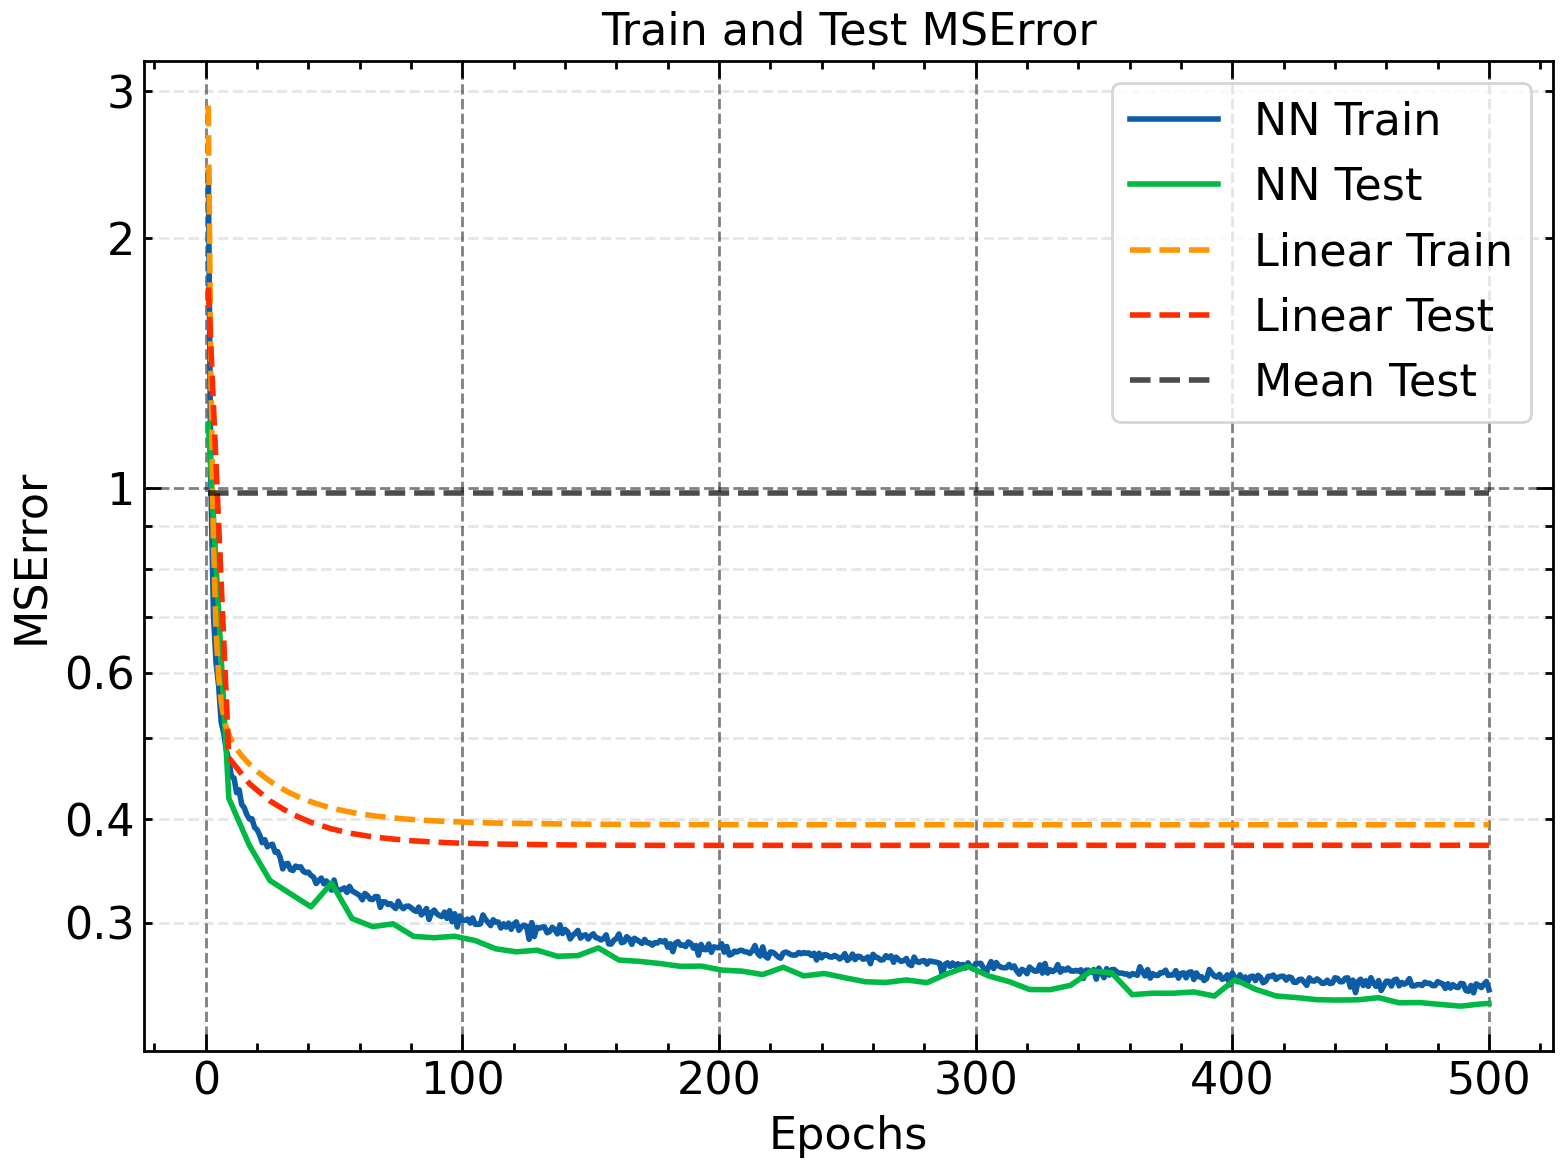 Train and Test MSError
3
2
1
0.6
0.4
0.3
MSError
NN Train
NN Test
Linear Train
Linear Test
Mean Test
0 100 200 300 400 500
Epochs